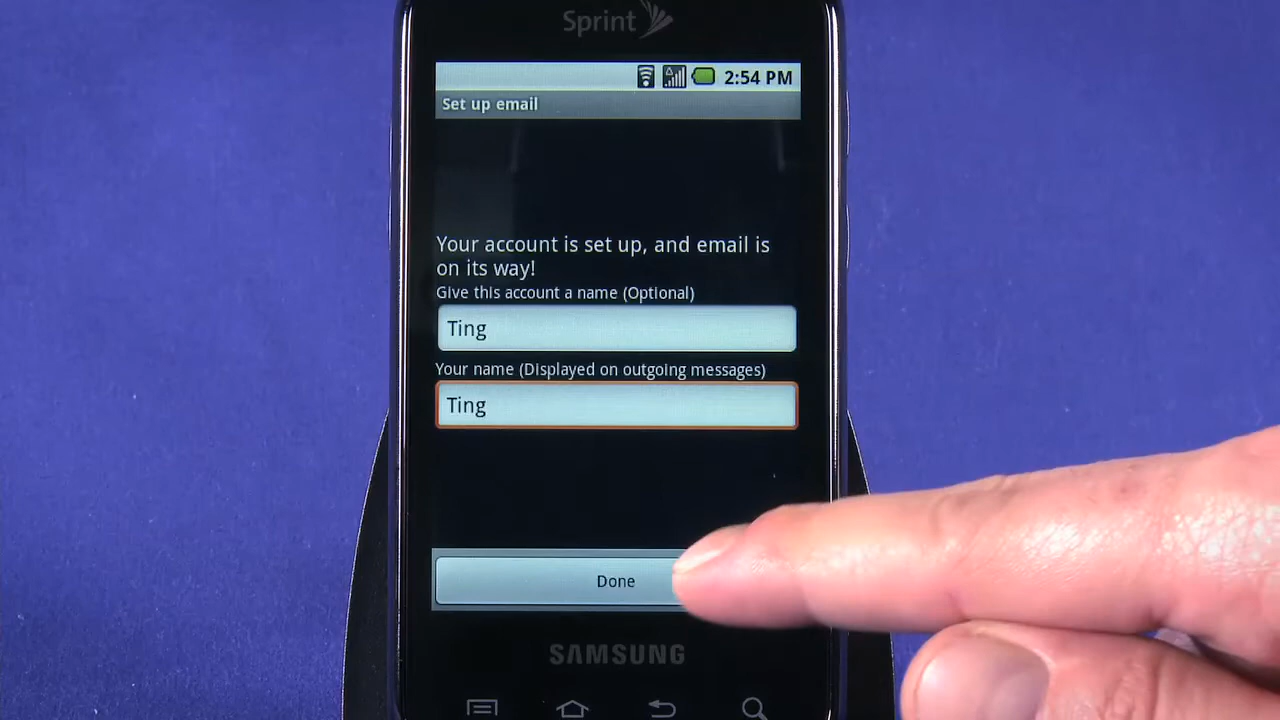 Sprint
2:54 PM
Set up email
Your account is set up, and email is
on its way!
Give this account a name (Optional)
Ting
Your name (Displayed on outgoing messages)
Ting
Done
SAMSUNG